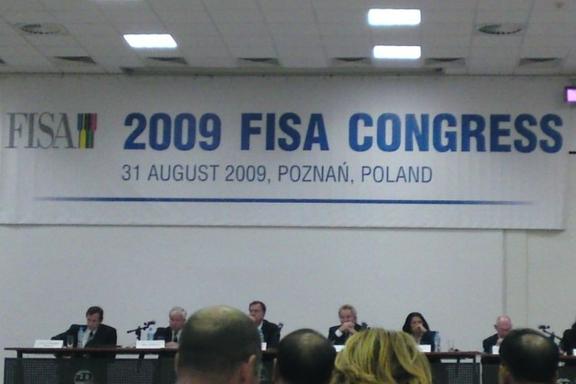 FISA
2009 FISA CONGRESS
31 AUGUST 2009, POZNAŃ, POLAND